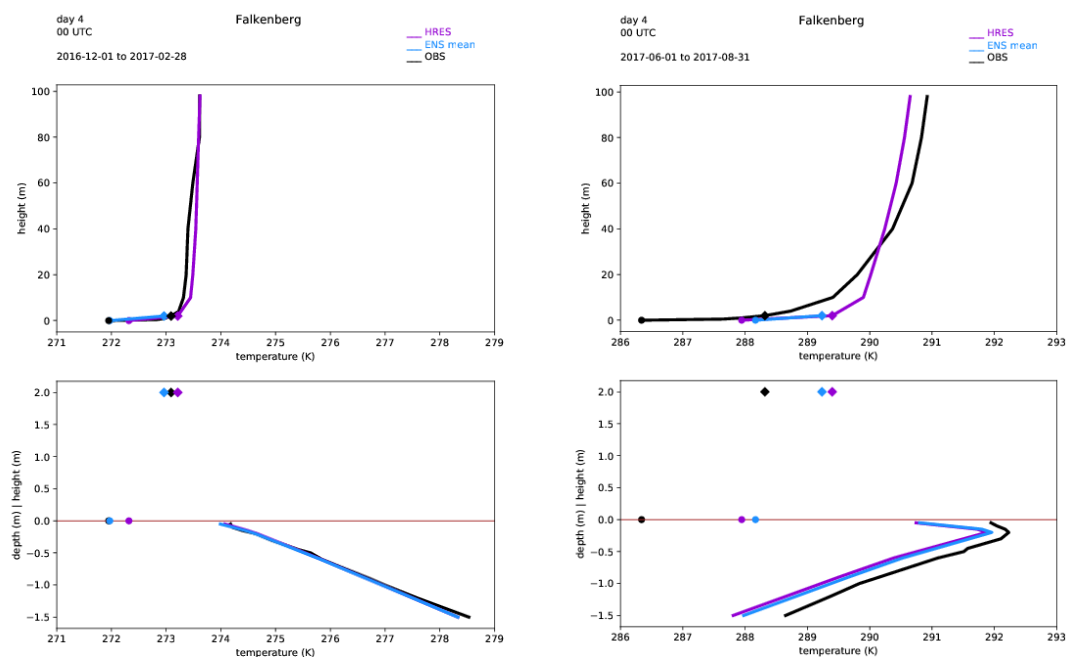 day 4
Falkenberg
00 UTC
HRES
ENS mean
2016-12-01 to 2017-02-28
OBS
100
80
60
40
20
0
height (m)
271 272 273 274 275 276 277 278 279
temperature (K)
2.0
1.5
1.0
0.5
0.0
−0.5
−1.0
−1.5
depth (m) | height (m)
271 272 273 274 275 276 277 278 279
temperature (K)
day 4
Falkenberg
00 UTC
HRES
ENS mean
2017-06-01 to 2017-08-31
OBS
100
80
60
40
20
0
height (m)
286 287 288 289 290 291 292 293
temperature (K)
2.0
1.5
1.0
0.5
0.0
−0.5
−1.0
−1.5
depth (m) | height (m)
286 287 288 289 290 291 292 293
temperature (K)